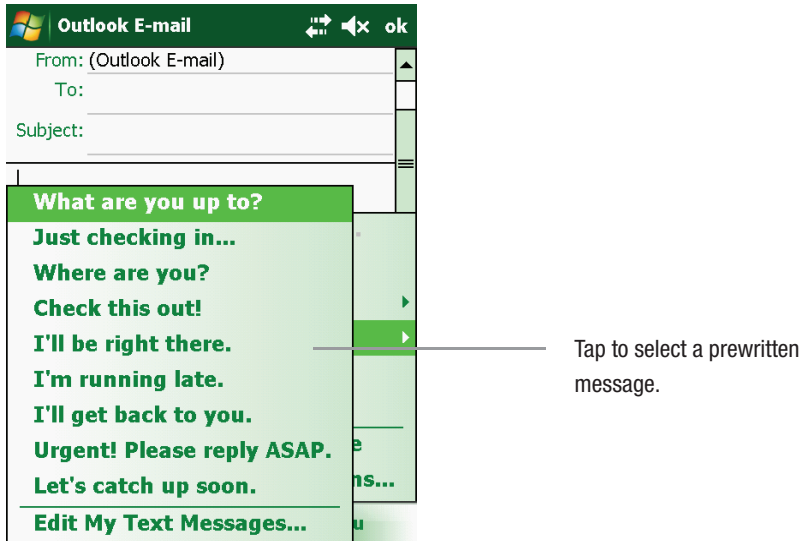 Outlook E-mail ok
From: (Outlook E-mail)
To:
Subject:
What are you up to?
Just checking in...
Where are you?
Check this out!
I'll be right there.
I'm running late.
I'll get back to you.
Urgent! Please reply ASAP.
Let's catch up soon.
Edit My Text Messages...
Tap to select a prewritten
message.